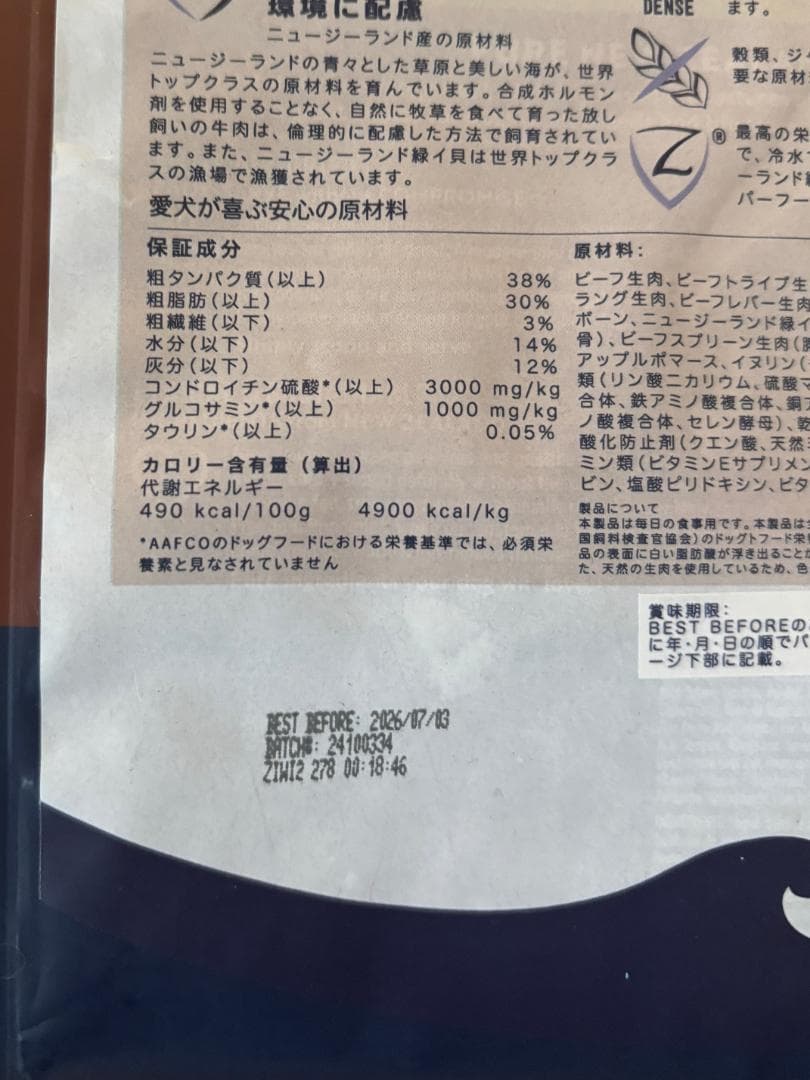 環境に配慮
ニュージーランド産の原材料
ニュージーランドの青々とした草原と美しい海が、世界
トップクラスの原材料を育んでいます。合成ホルモン
剤を使用することなく、自然に牧草を食べて育った放し
飼いの牛肉は、倫理的に配慮した方法で飼育されてい
ます。また、ニュージーランド緑イ貝は世界トップクラ
スの漁場で漁獲されています。
愛犬が喜ぶ安心の原材料
DENSE
ます。
穀類、ジ
要な原材
Z®
最高の栄
で、冷水
ーランド
パーフー
保証成分
粗タンパク質(以上) 38%
粗脂肪(以上) 30%
粗繊維(以下) 3%
水分(以下) 14%
灰分(以下) 12%
コンドロイチン硫酸*(以上) 3000 mg/kg
グルコサミン*(以上) 1000 mg/kg
タウリン*(以上) 0.05%
カロリー含有量（算出）
代謝エネルギー
490 kcal/100g 4900 kcal/kg
*AAFCOのドッグフードにおける栄養基準では、必須栄
養素と見なされていません
原材料:
ビーフ生肉、ビーフトライプ生
ラング生肉、ビーフレバー生肉
ボーン、ニュージーランド緑イ
骨）、ビーフスプリーン生肉（
アップルポマース、イヌリン（
類（リン酸ニカリウム、硫酸マ
合体、鉄アミノ酸複合体、銅ア
ノ酸複合体、セレン酵母）、乾
酸化防止剤（クエン酸、天然
ミン類（ビタミンEサプリメン
ビン、塩酸ピリドキシン、ビタ
製品について
本製品は毎日の食事用です。本製品は
国飼料検査官協会）のドッグトフード栄
品の表面に白い脂肪酸が浮き出ること
た、天然の生肉を使用しているため、色
賞味期限:
BEST BEFOREの
に年・月・日の順でパ
ージ下部に記載。
BEST BEFORE: 2026/07/03
BATCH#: 24100334
ZIWI2 278 00:18:46